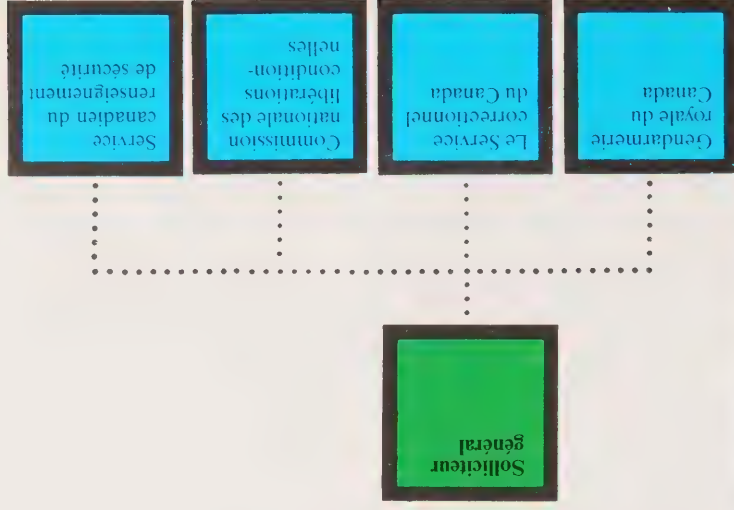 Solliciteur
général
Gendarmerie
royale du
Canada
Le Service
correctionnel
du Canada
Commission
nationale des
libérations
condition-
nelles
Service
canadien du
renseignement
de sécurité